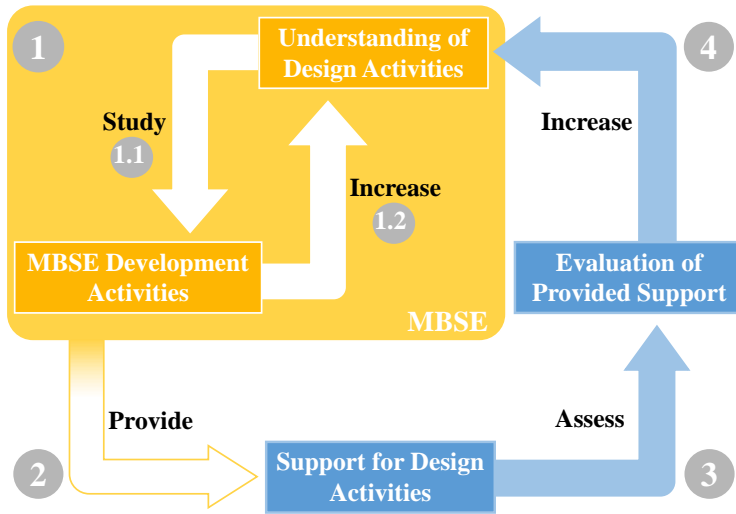 1
Understanding of
Design Activities
4
Study
1.1
Increase
Increase
1.2
MBSE Development
Activities
Evaluation of
Provided Support
MBSE
Provide
Assess
2
Support for Design
Activities
3